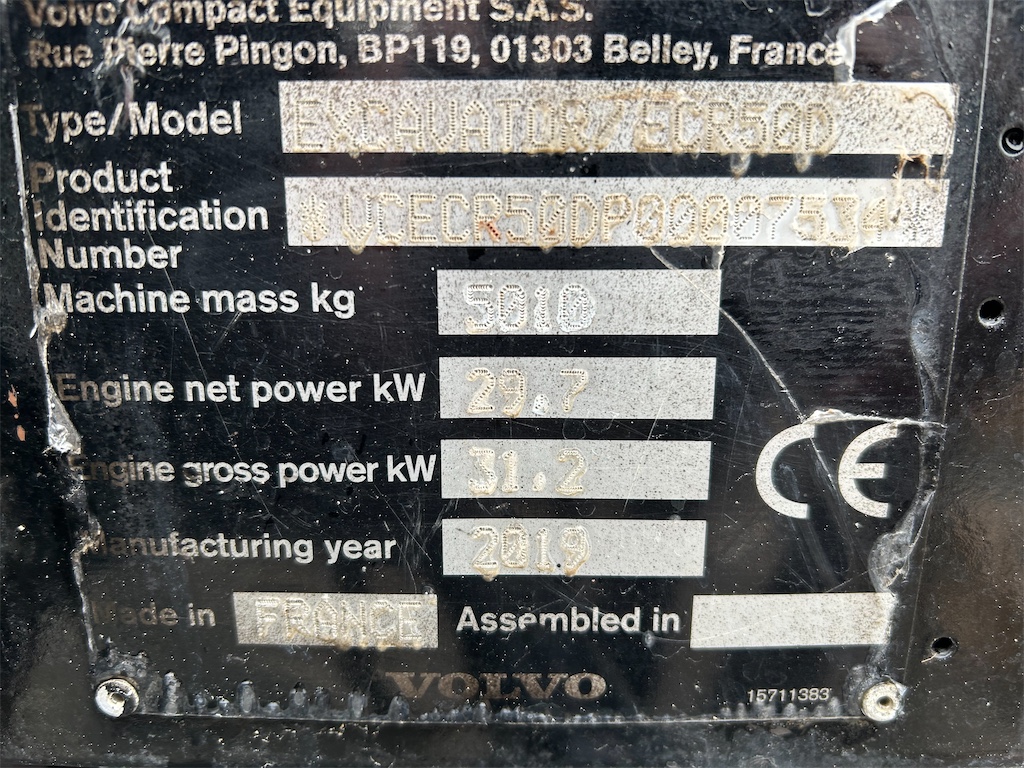 Volvo Compact Equipment S.A.S.
Rue Pierre Pingon, BP119, 01303 Belley, France
Type/Model EXCAVATOR/ECR50D
Product
Identification *VCECR50DP00007530*
Number
Machine mass kg 5010
Engine net power kW 29.7
Engine gross power kW 31.2
CE
Manufacturing year 2019
Made in FRANCE Assembled in
VOLVO 15711383